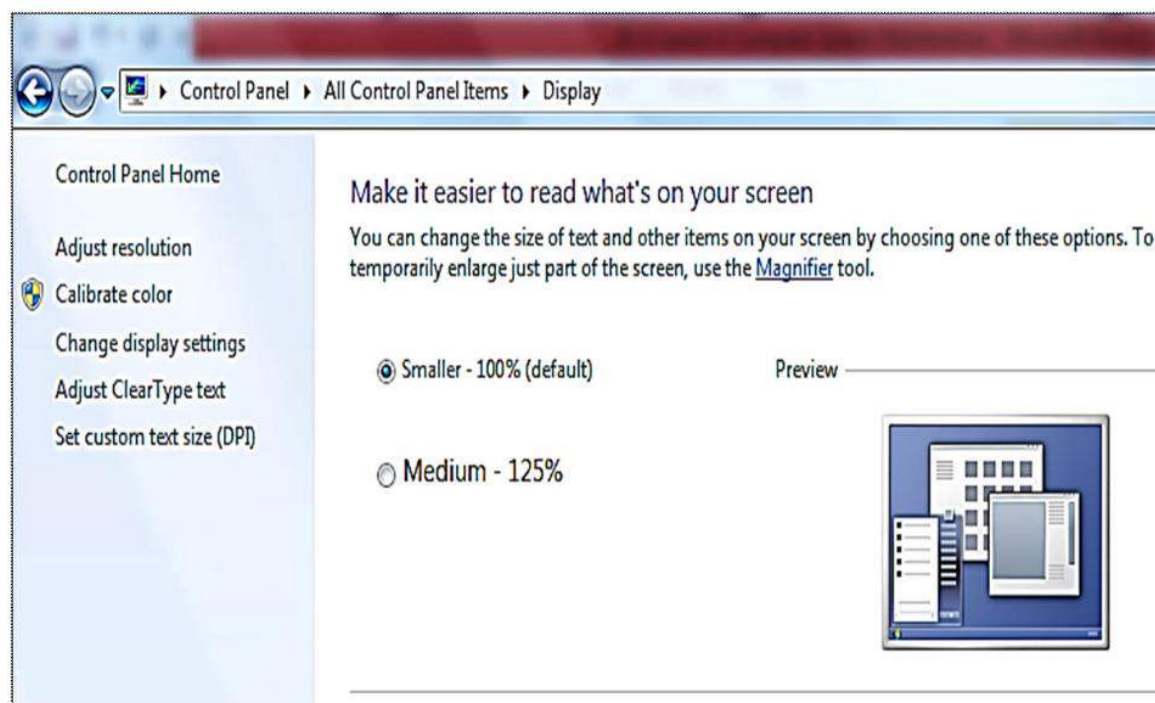 Control Panel All Control Panel Items Display
Control Panel Home
Adjust resolution
Calibrate color
Change display settings
Adjust ClearType text
Set custom text size (DPI)
Make it easier to read what's on your screen
You can change the size of text and other items on your screen by choosing one of these options. To
temporarily enlarge just part of the screen, use the Magnifier tool.
Smaller - 100% (default)
Preview
Medium - 125%